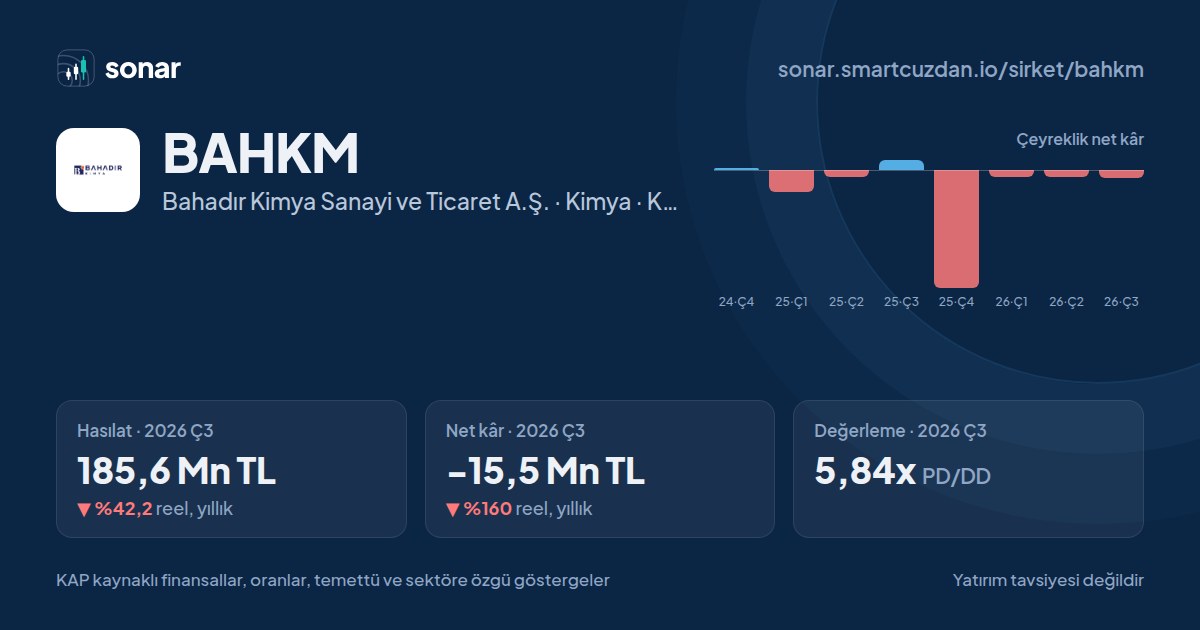 sonar
sonar.smartcuzdan.io/sirket/bahkm
BAHADIR
KİMYA
BAHKM
Bahadır Kimya Sanayi ve Ticaret A.Ş. · Kimya · K...
Çeyreklik net kâr
24·Ç4 25·Ç1 25·Ç2 25·Ç3 25·Ç4 26·Ç1 26·Ç2 26·Ç3
Hasılat · 2026 Ç3
185,6 Mn TL
▼ %42,2 reel, yıllık
Net kâr · 2026 Ç3
−15,5 Mn TL
▼ %160 reel, yıllık
Değerleme · 2026 Ç3
5,84x PD/DD
KAP kaynaklı finansallar, oranlar, temettü ve sektöre özgü göstergeler
Yatırım tavsiyesi değildir